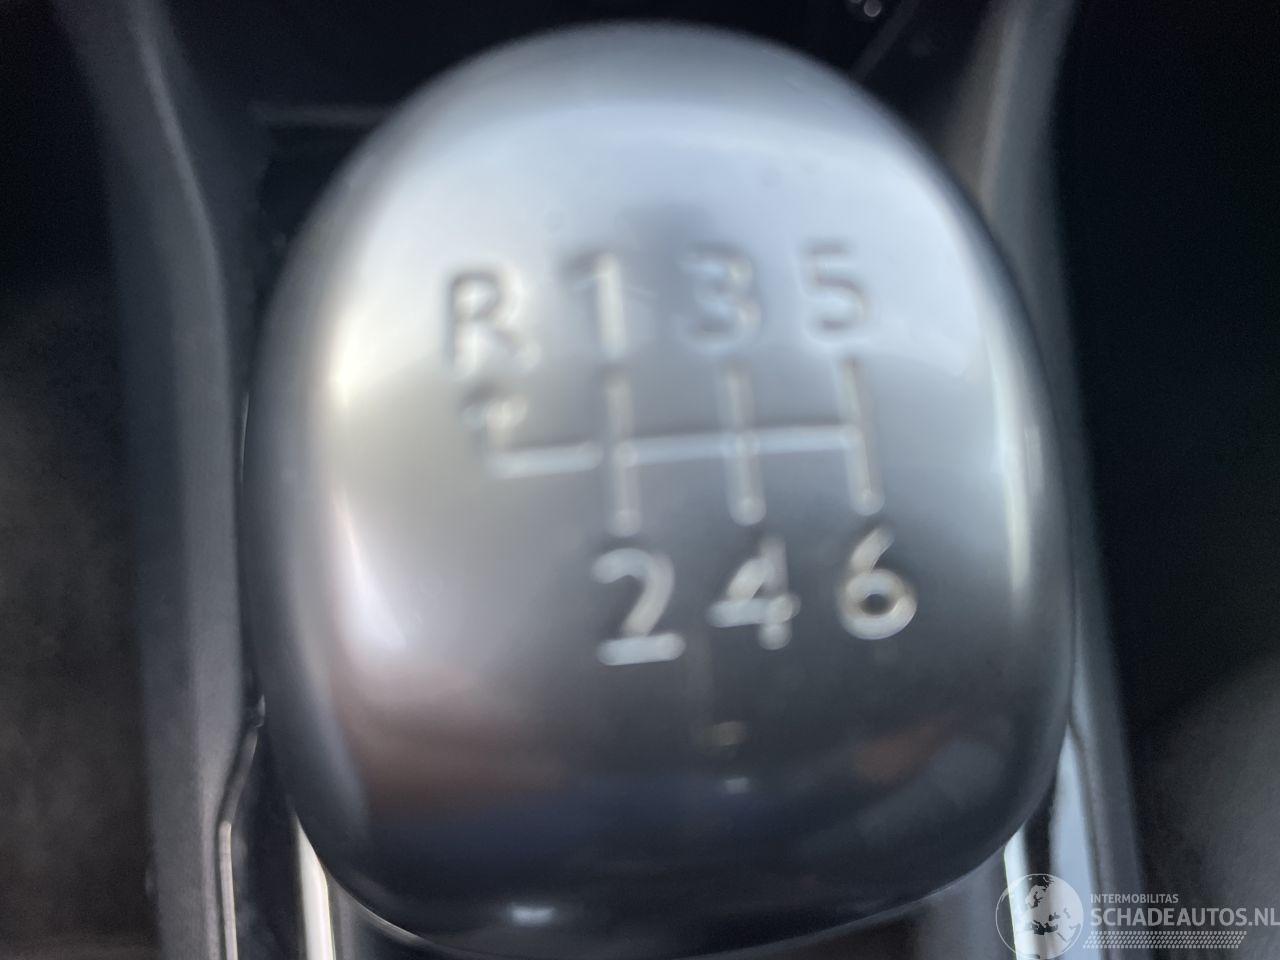 R 1 3 5
2 4 6
INTERMOBILITAS
SCHADEAUTOS.NL